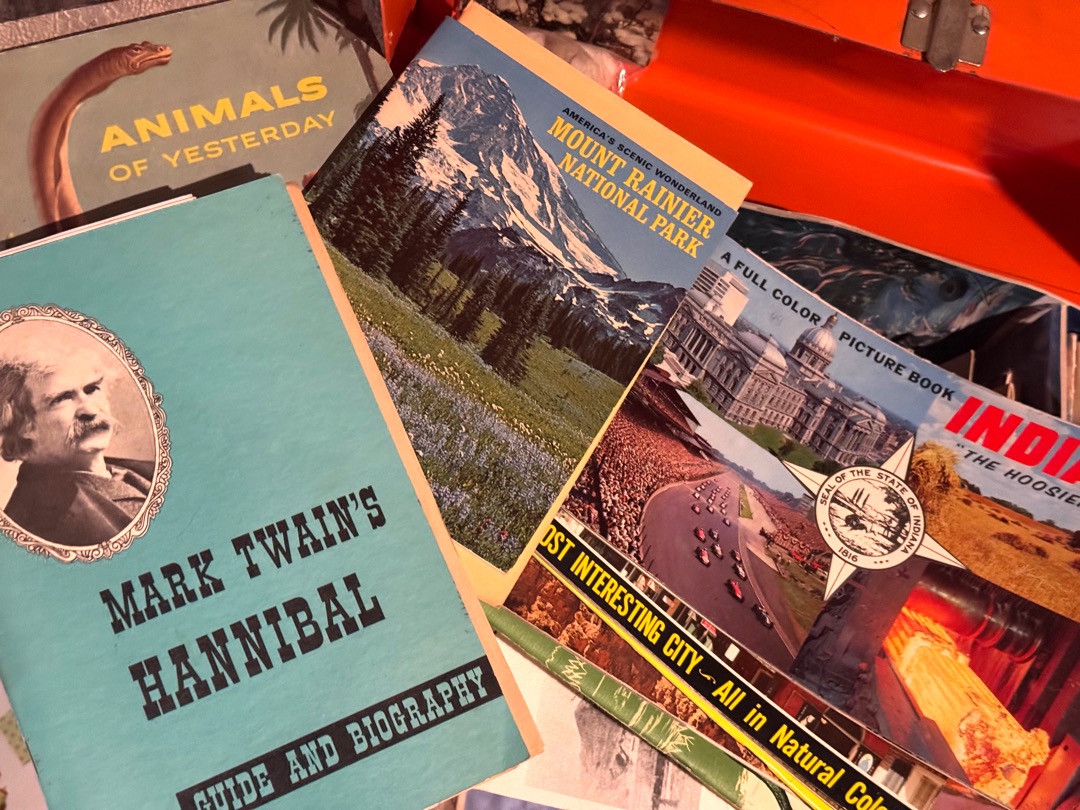 ANIMALS
OF YESTERDAY
AMERICA'S SCENIC WONDERLAND
MOUNT RAINIER
NATIONAL PARK
MARK TWAIN'S
HANNIBAL
GUIDE AND BIOGRAPHY
A FULL COLOR PICTURE BOOK
INDIA
"THE HOOSIE
SEAL OF THE STATE OF INDIANA
1816
OST INTERESTING CITY~All in Natural Colo